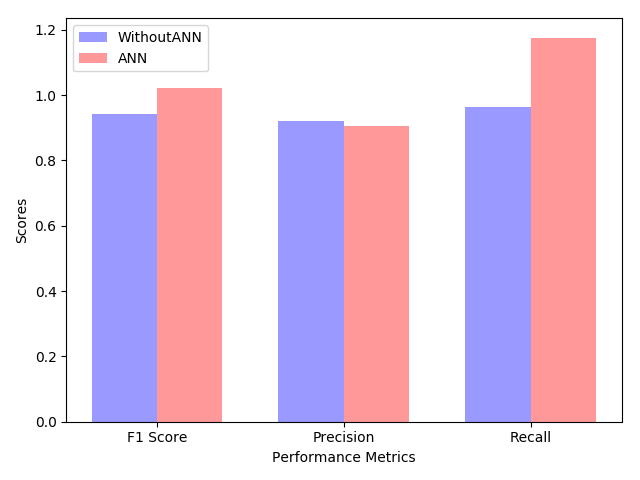 WithoutANN
ANN
1.2
1.0
0.8
0.6
0.4
0.2
0.0
Scores
F1 Score
Precision
Recall
Performance Metrics